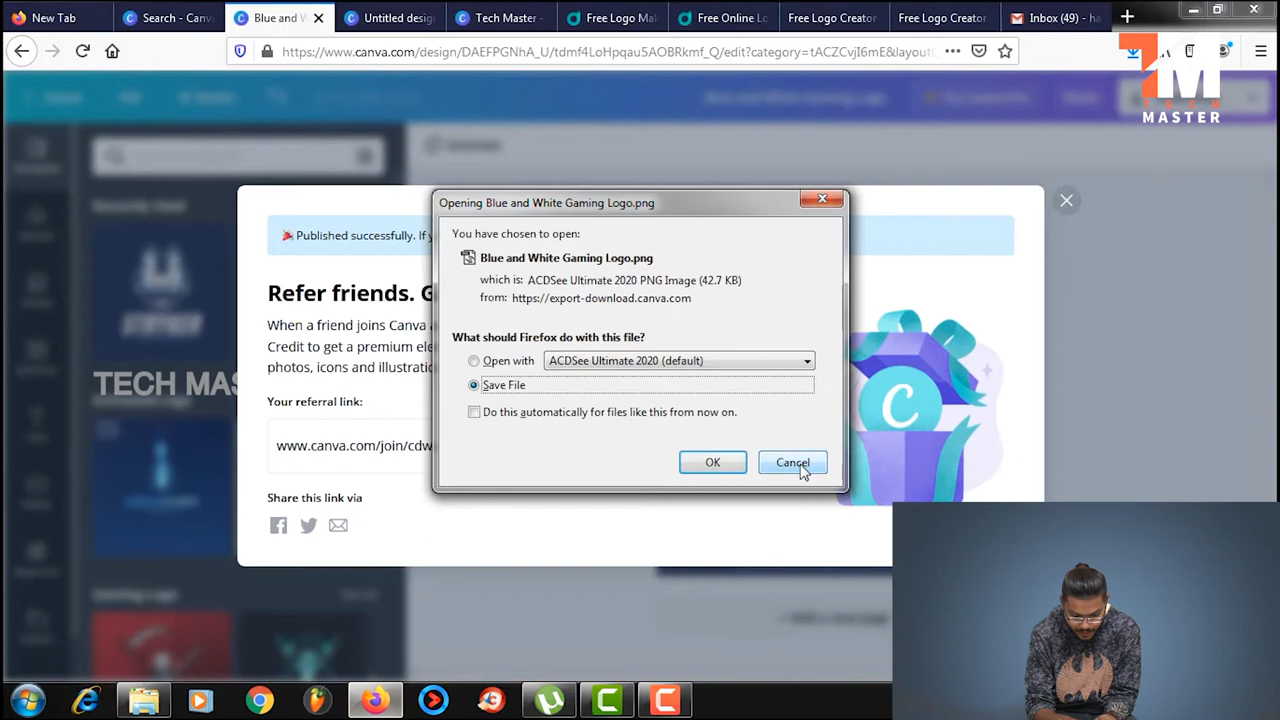 New Tab
Search - Canv
Blue and W
Untitled desig
Tech Master -
Free Logo Mak
Free Online Lo
Free Logo Creator
Free Logo Creator
Inbox (49) - ha
https://www.canva.com/design/DAEFPGNhA_U/tdmf4LoHpqau5AOBRkmf_Q/edit?category=tACZCvjI6mE&layout
TECH
MASTER
Opening Blue and White Gaming Logo.png
You have chosen to open:
Blue and White Gaming Logo.png
which is: ACDSee Ultimate 2020 PNG Image (42.7 KB)
from: https://export-download.canva.com
What should Firefox do with this file?
Open with
ACDSee Ultimate 2020 (default)
Save File
Do this automatically for files like this from now on.
OK
Cancel
Published successfully. If y
Refer friends. G
When a friend joins Canva
Credit to get a premium ele
photos, icons and illustratio
Your referral link:
www.canva.com/join/cdw
Share this link via
TECH MAS